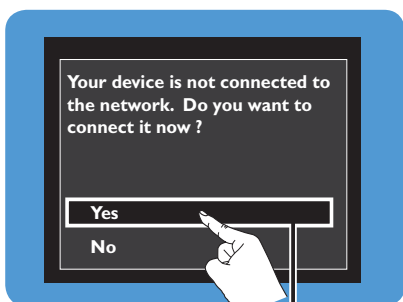 Your device is not connected to
the network. Do you want to
connect it now ?
Yes
No